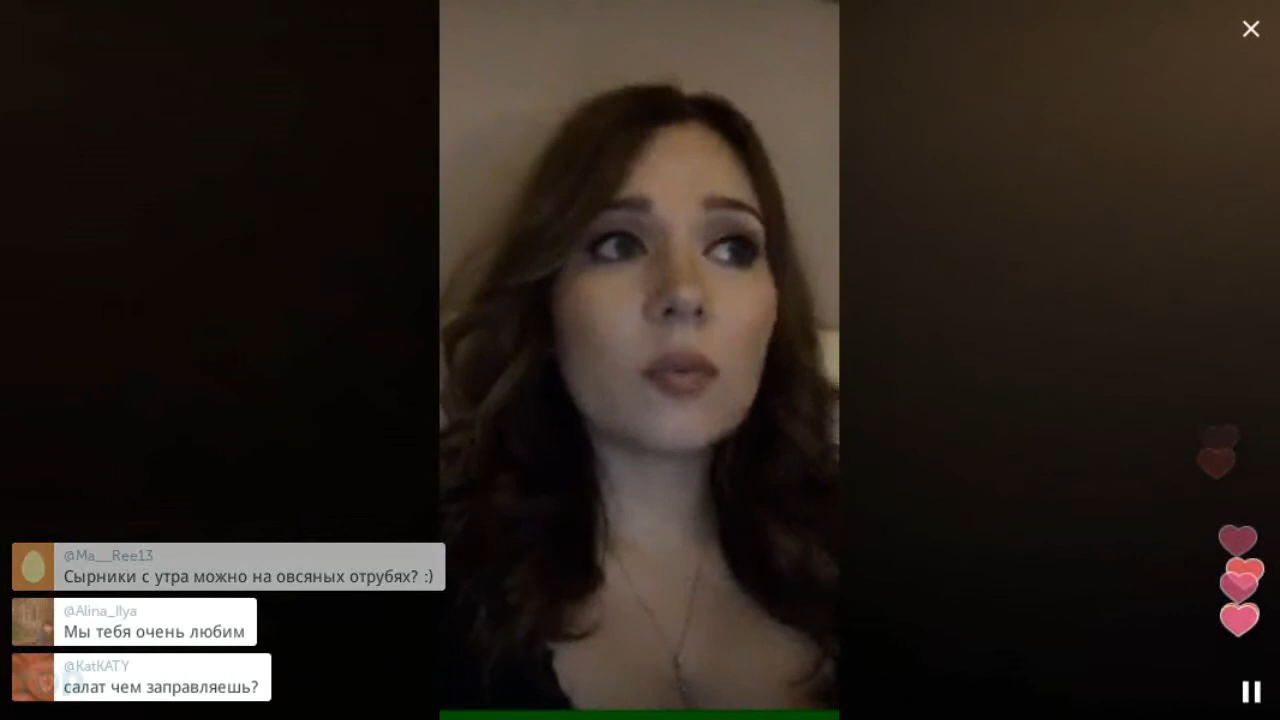 @Ma__Ree13
Сырники с утра можно на овсяных отрубях? :)
@Alina_Ilya
Мы тебя очень любим
@KatKATY
салат чем заправляешь?